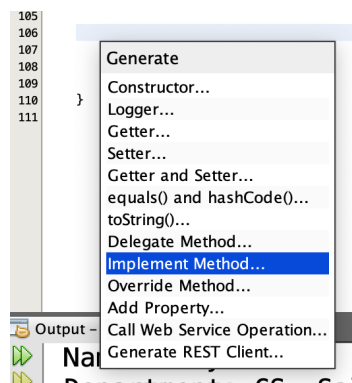 105
106
107
108
109
110 }
111
Generate
Constructor...
Logger...
Getter...
Setter...
Getter and Setter...
equals() and hashCode()...
toString()...
Delegate Method...
Implement Method...
Override Method...
Add Property...
Call Web Service Operation...
Generate REST Client...
Output –